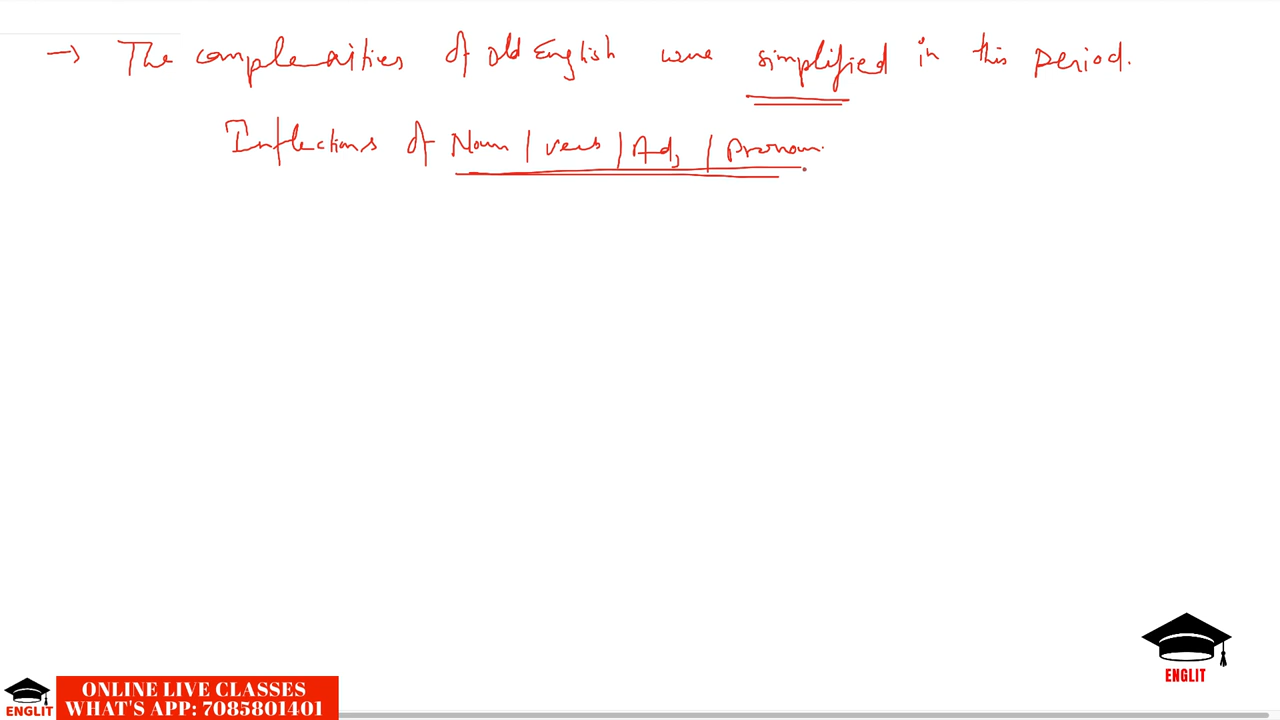 → The complexities of Old English were simplified in this period.
Inflections of Noun / verb / Adj / Pronoun.
ENGLIT
ENGLIT
ONLINE LIVE CLASSES
WHAT'S APP: 7085801401